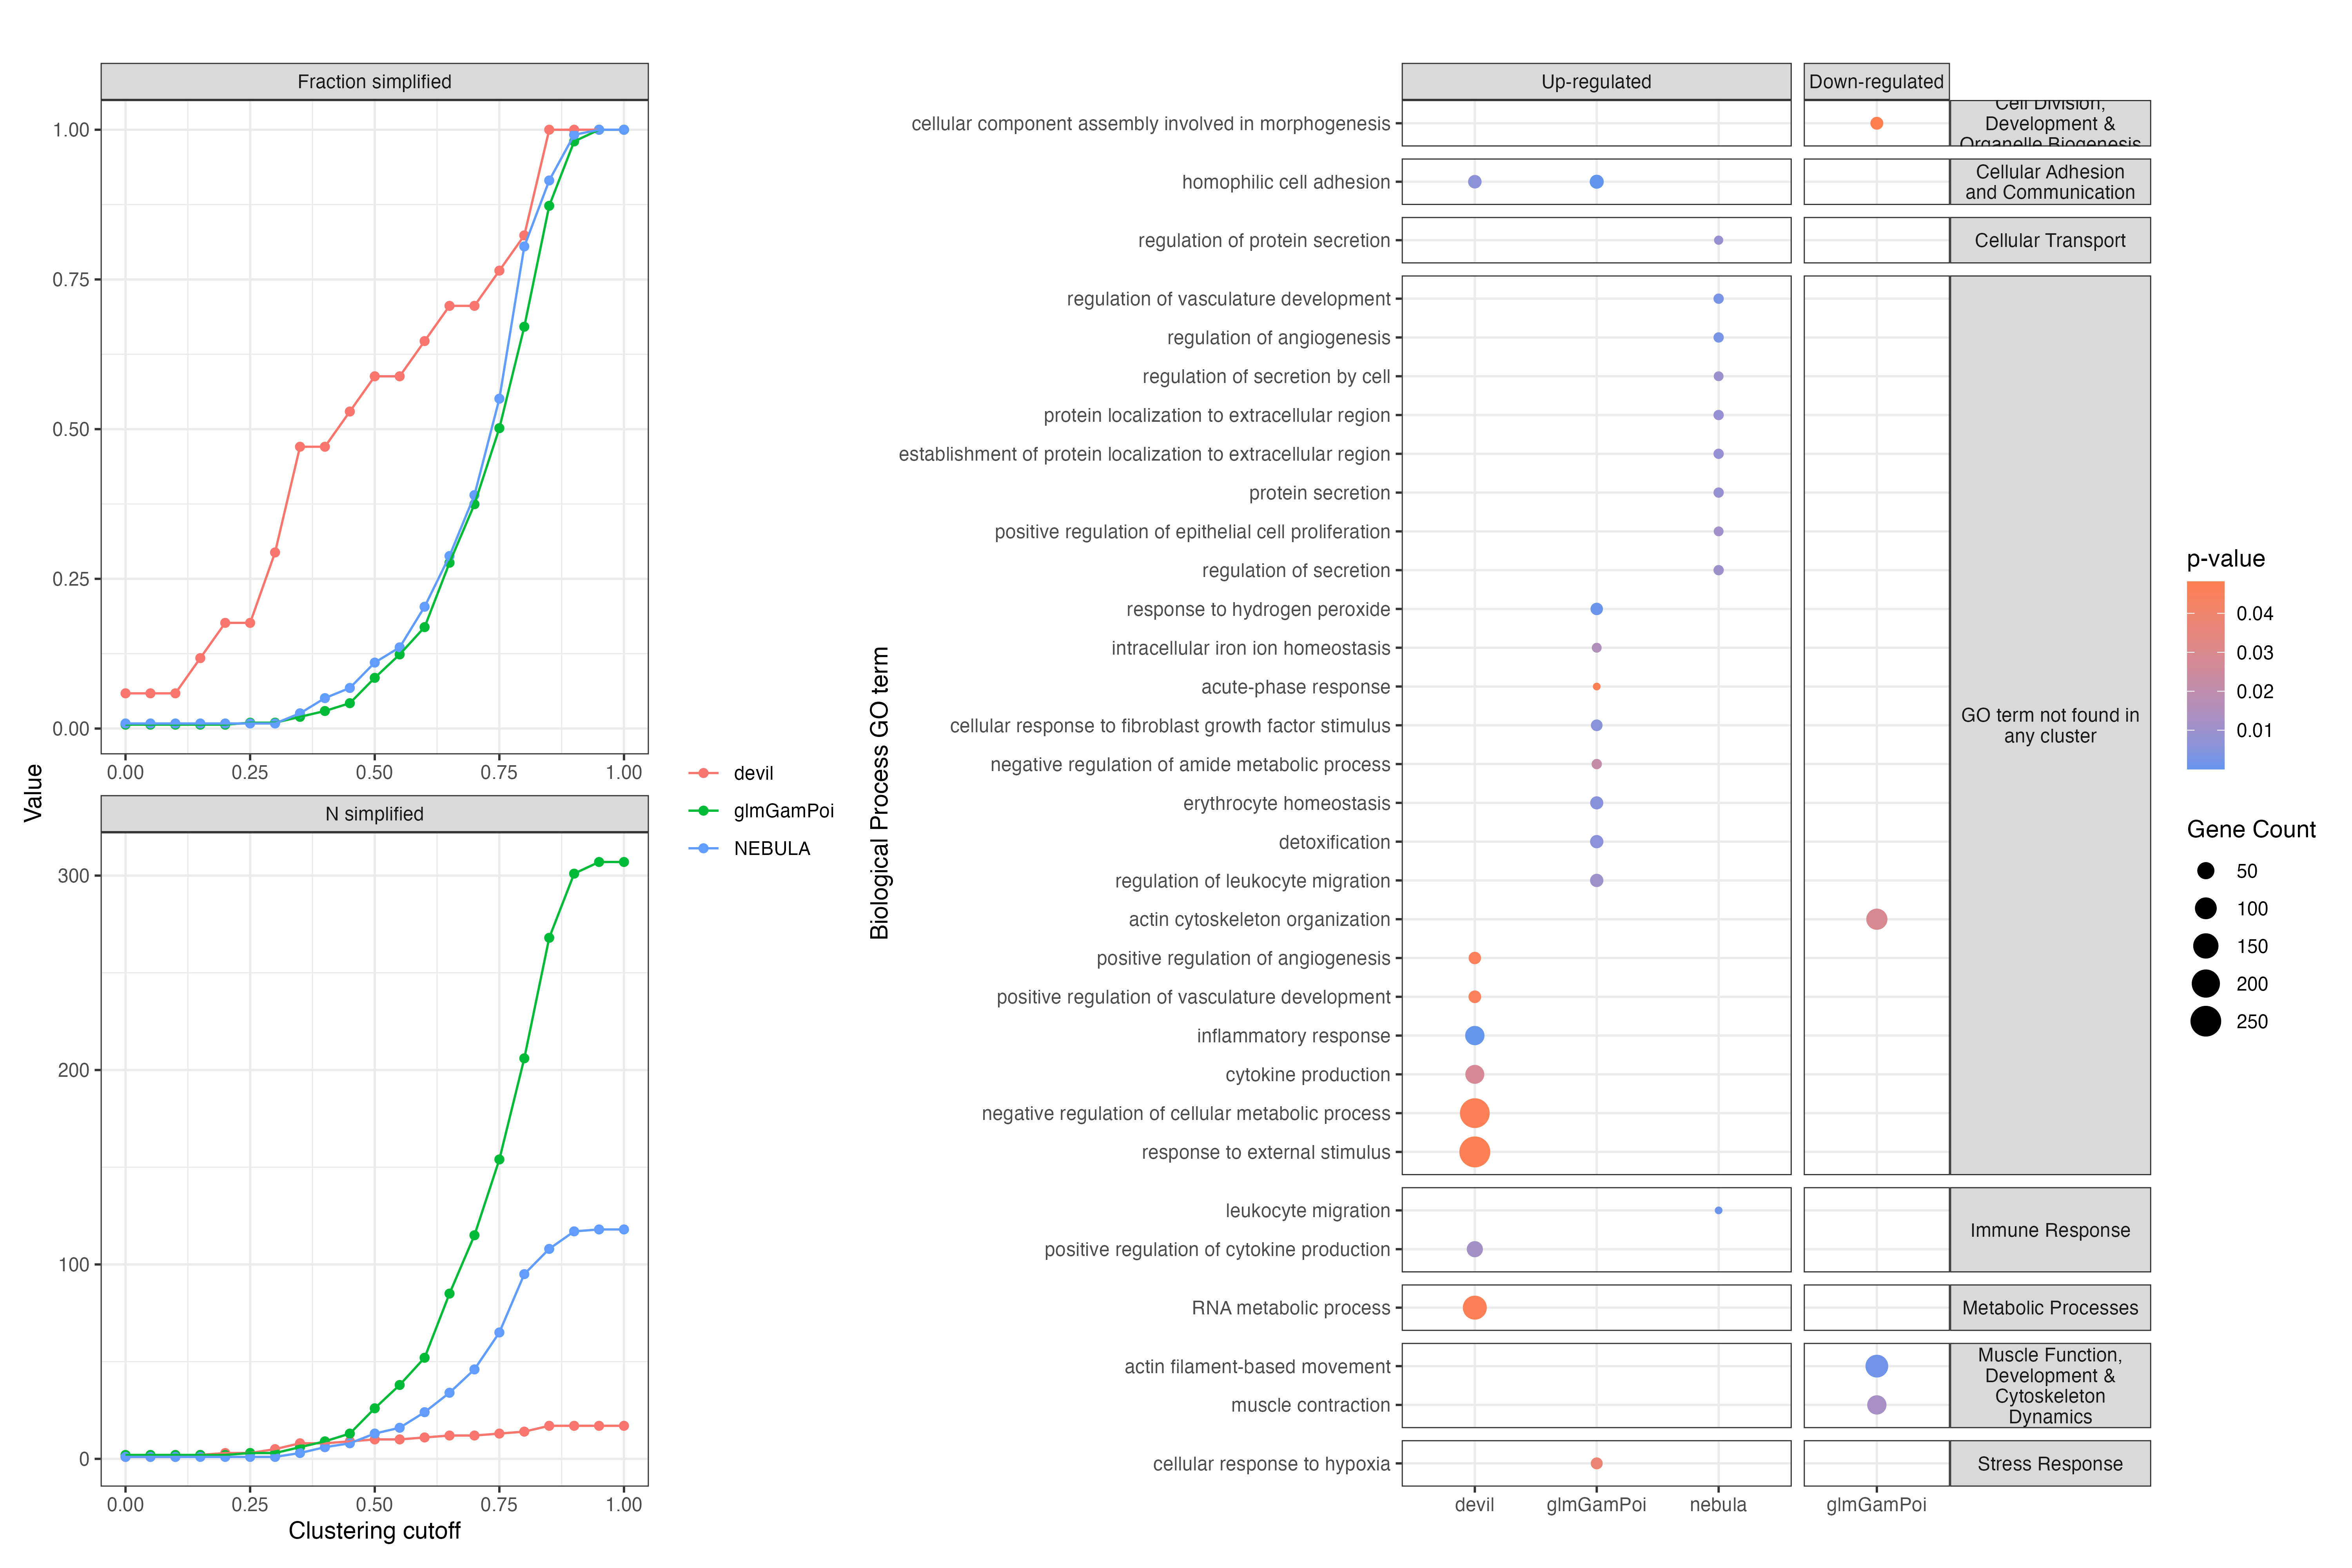 Fraction simplified
1.00
0.75
0.50
0.25
0.00
0.00 0.25 0.50 0.75 1.00
N simplified
300
200
100
0
0.00 0.25 0.50 0.75 1.00
Clustering cutoff
Value
devil
glmGamPoi
NEBULA
Biological Process GO term
Up-regulated
Down-regulated
cellular component assembly involved in morphogenesis
Cell Division,
Development &
Organelle Biogenesis
homophilic cell adhesion
Cellular Adhesion
and Communication
regulation of protein secretion
Cellular Transport
regulation of vasculature development
regulation of angiogenesis
regulation of secretion by cell
protein localization to extracellular region
establishment of protein localization to extracellular region
protein secretion
positive regulation of epithelial cell proliferation
regulation of secretion
response to hydrogen peroxide
intracellular iron ion homeostasis
acute-phase response
cellular response to fibroblast growth factor stimulus
negative regulation of amide metabolic process
erythrocyte homeostasis
detoxification
regulation of leukocyte migration
actin cytoskeleton organization
positive regulation of angiogenesis
positive regulation of vasculature development
inflammatory response
cytokine production
negative regulation of cellular metabolic process
response to external stimulus
GO term not found in
any cluster
leukocyte migration
positive regulation of cytokine production
Immune Response
RNA metabolic process
Metabolic Processes
actin filament-based movement
muscle contraction
Muscle Function,
Development &
Cytoskeleton
Dynamics
cellular response to hypoxia
Stress Response
devil glmGamPoi nebula glmGamPoi
p-value
0.04
0.03
0.02
0.01
Gene Count
50
100
150
200
250